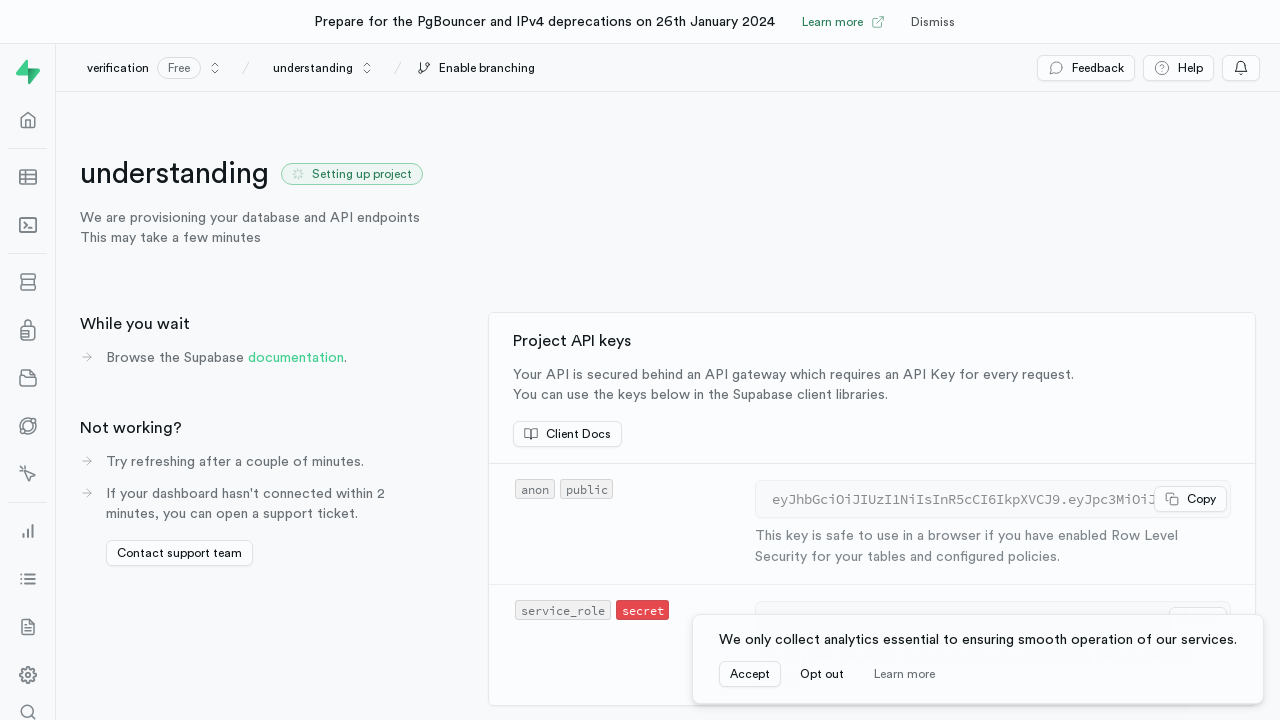 Prepare for the PgBouncer and IPv4 deprecations on 26th January 2024 Learn more Dismiss
verification Free / understanding / Enable branching Feedback Help
understanding Setting up project
We are provisioning your database and API endpoints
This may take a few minutes
While you wait
Browse the Supabase documentation.
Not working?
Try refreshing after a couple of minutes.
If your dashboard hasn't connected within 2
minutes, you can open a support ticket.
Contact support team
Project API keys
Your API is secured behind an API gateway which requires an API Key for every request.
You can use the keys below in the Supabase client libraries.
Client Docs
anon public
eyJhbGciOiJIUzI1NiIsInR5cCI6IkpXVCJ9.eyJpc3MiOiJ Copy
This key is safe to use in a browser if you have enabled Row Level
Security for your tables and configured policies.
service_role secret
We only collect analytics essential to ensuring smooth operation of our services.
Accept Opt out Learn more